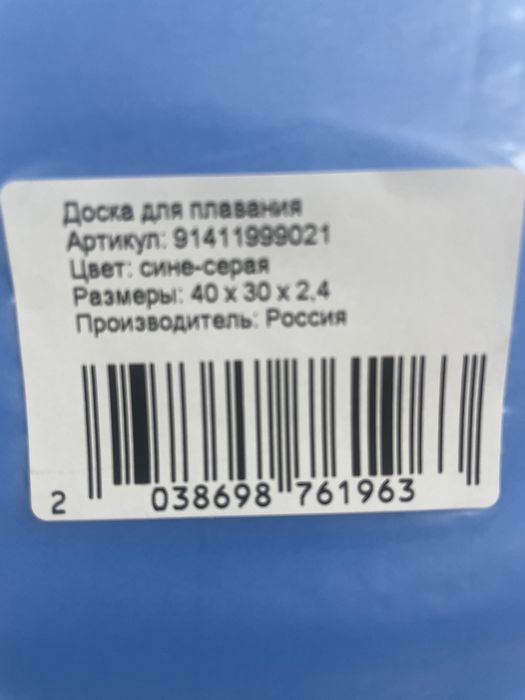 Доска для плавания
Артикул: 91411999021
Цвет: сине-серая
Размеры: 40 x 30 x 2,4
Производитель: Россия
2 038698 761963